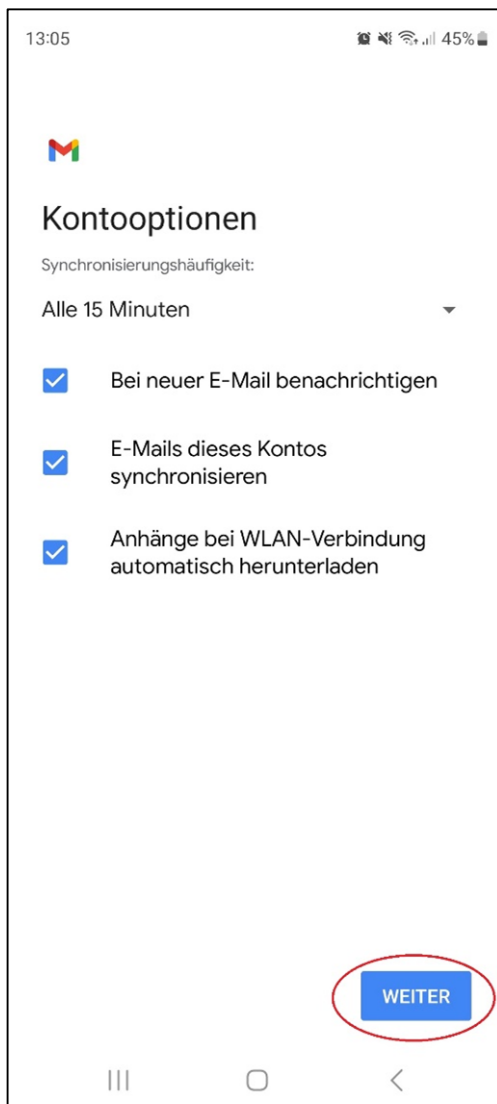 13:05
45%
Kontooptionen
Synchronisierungshäufigkeit:
Alle 15 Minuten
Bei neuer E-Mail benachrichtigen
E-Mails dieses Kontos
synchronisieren
Anhänge bei WLAN-Verbindung
automatisch herunterladen
WEITER